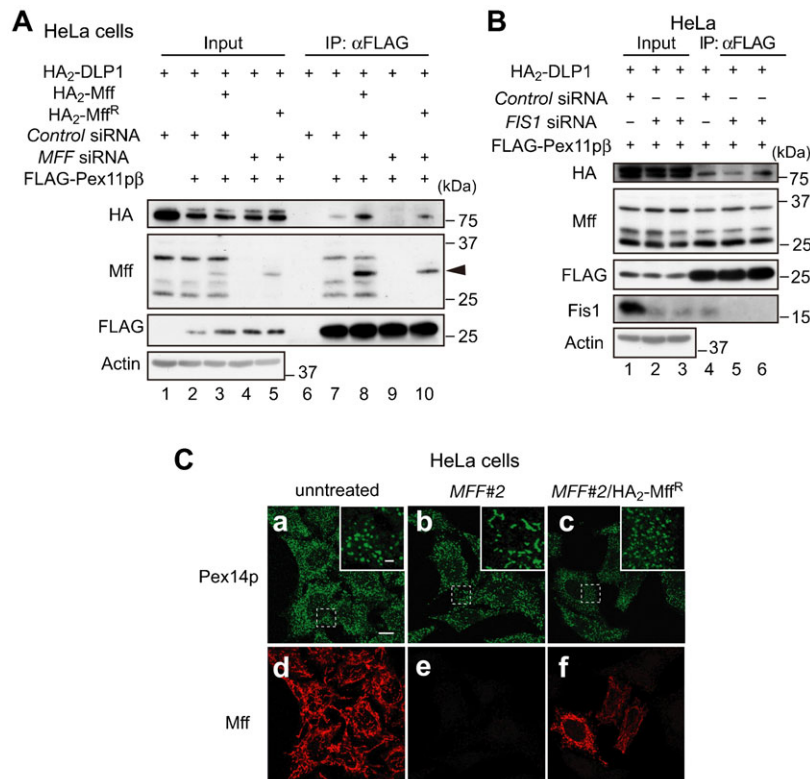 A
HeLa cells
Input
IP: αFLAG
HA2-DLP1 + + + + + + + + + +
HA2-Mff + +
HA2-MffR + +
Control siRNA + + + + + +
MFF siRNA + + + +
FLAG-Pex11pβ + + + + + + + +
(kDa)
HA
75
Mff
37
25
FLAG
25
Actin
37
1 2 3 4 5 6 7 8 9 10
B
HeLa
Input
IP: αFLAG
HA2-DLP1 + + + + + +
Control siRNA + – – + – –
FIS1 siRNA – + + – + +
FLAG-Pex11pβ + + + + + +
(kDa)
HA
75
Mff
37
25
FLAG
25
Fis1
15
Actin
37
1 2 3 4 5 6
C
HeLa cells
unntreated
MFF#2
MFF#2/HA2-MffR
Pex14p
a
b
c
Mff
d
e
f